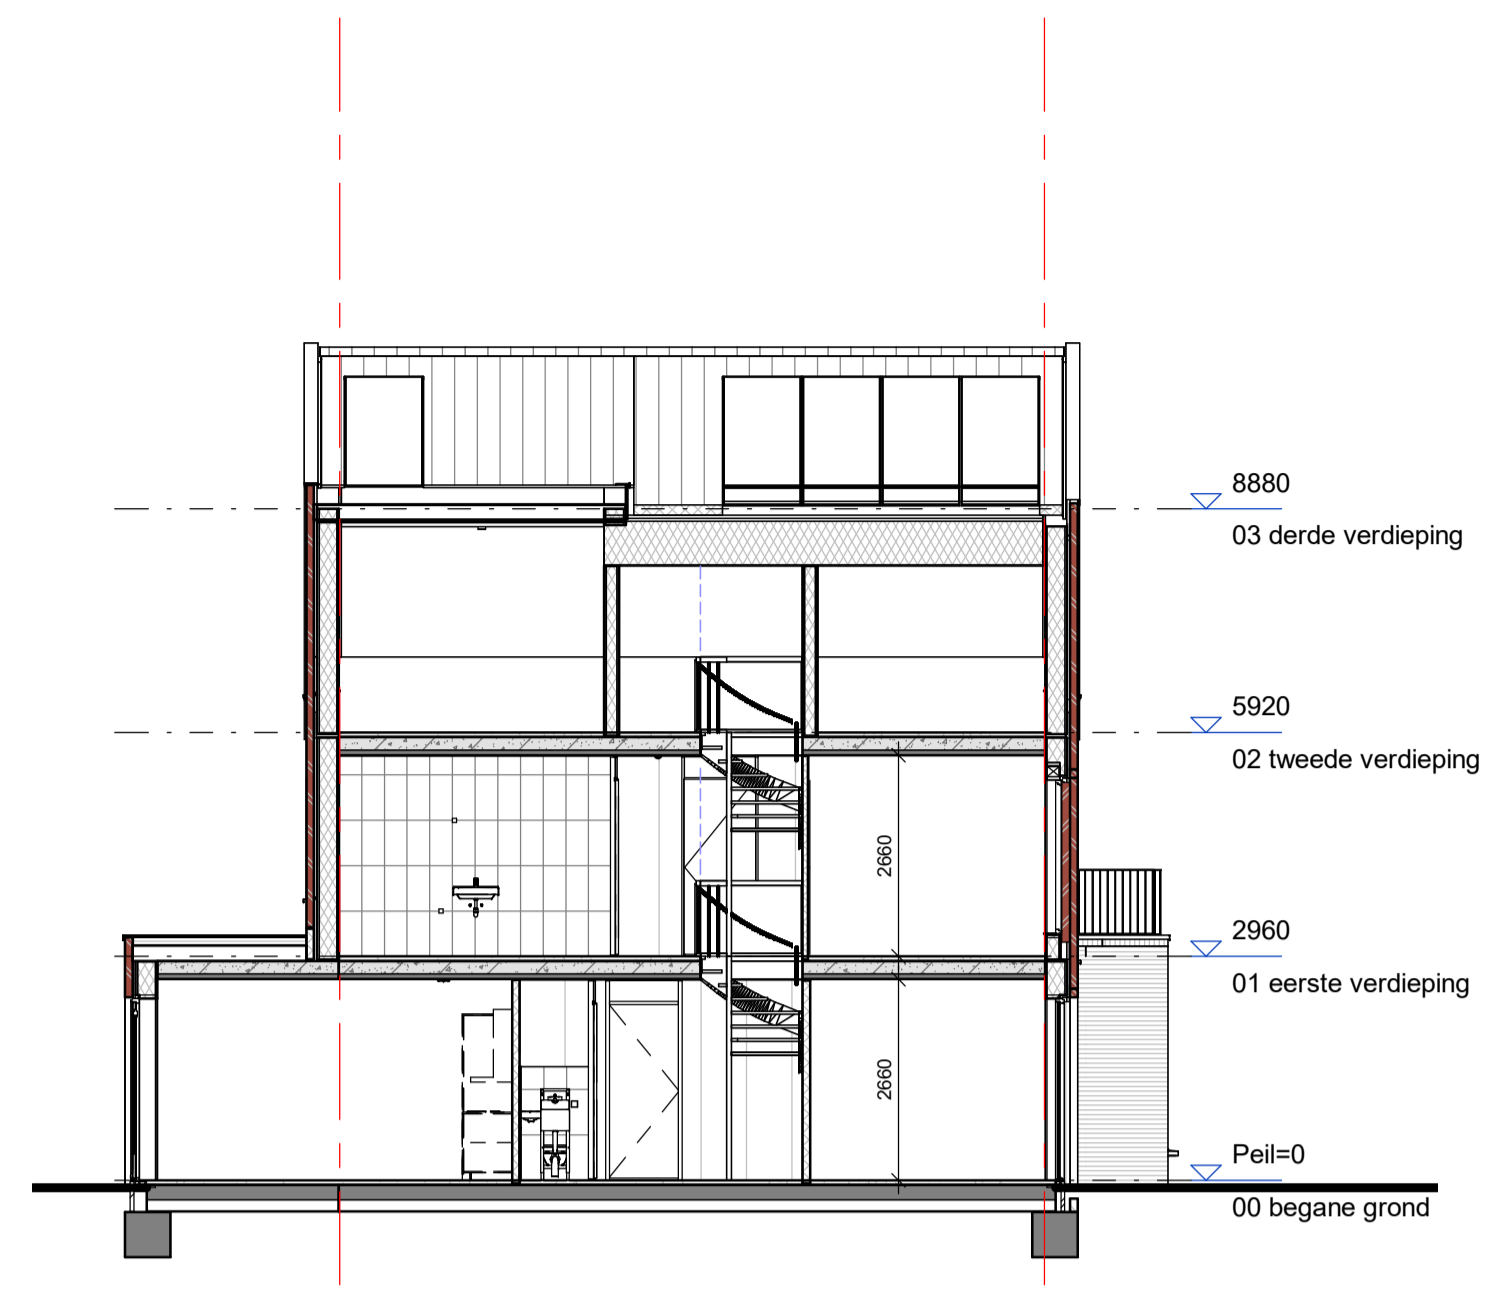 8880
03 derde verdieping
5920
02 tweede verdieping
2660
2960
01 eerste verdieping
2660
Peil=0
00 begane grond